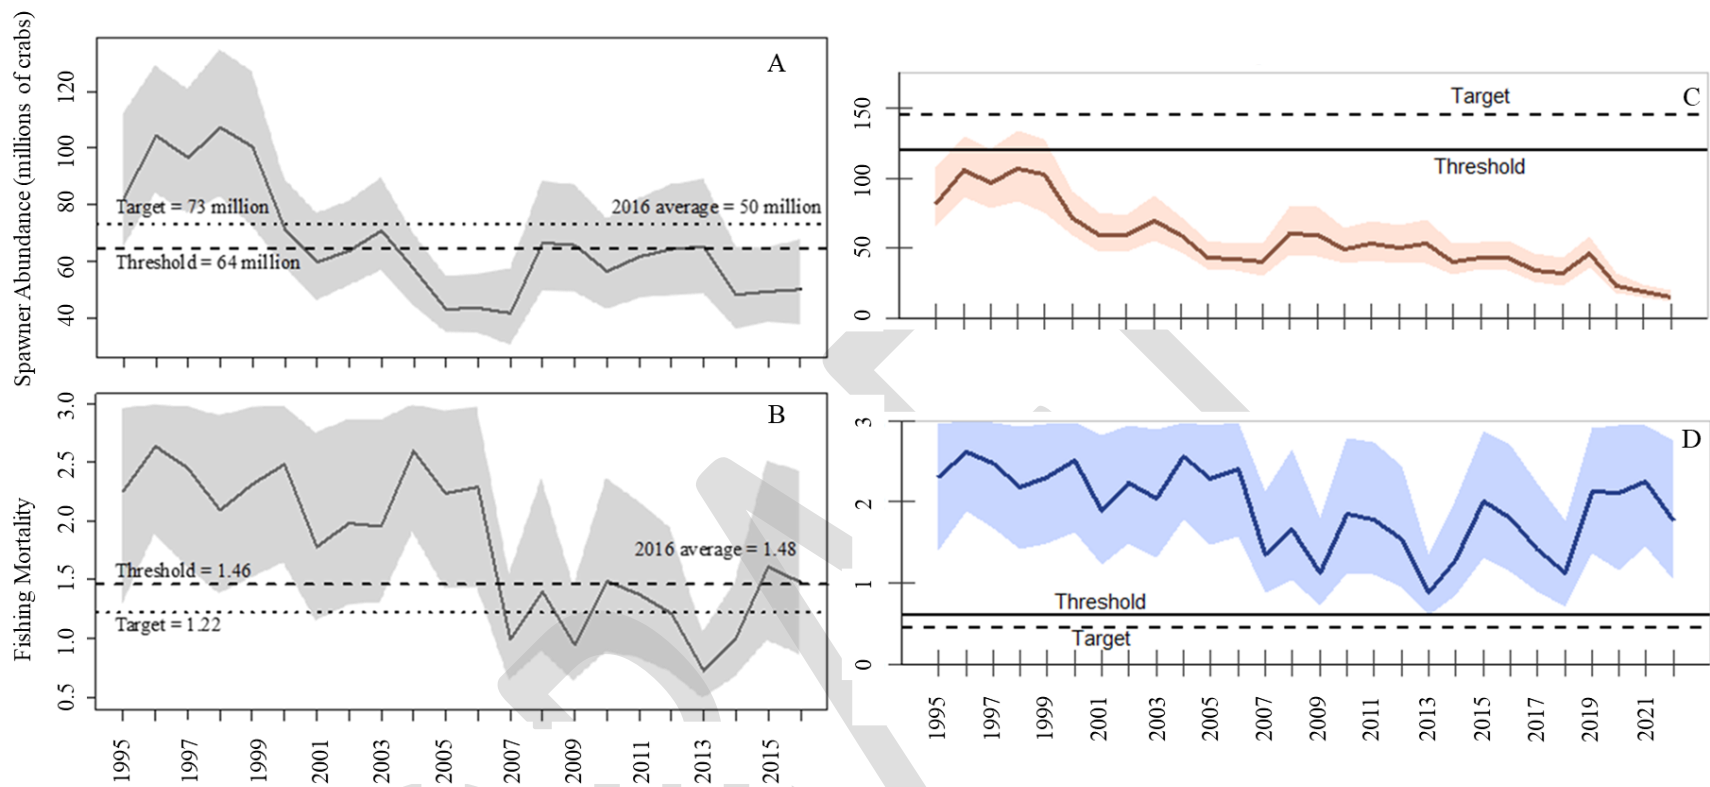 Spawner Abundance (millions of crabs)
120
100
80
60
40
A
Target = 73 million
2016 average = 50 million
Threshold = 64 million
Fishing Mortality
3.0
2.5
2.0
1.5
1.0
0.5
B
2016 average = 1.48
Threshold = 1.46
Target = 1.22
1995
1997
1999
2001
2003
2005
2007
2009
2011
2013
2015
150
100
50
0
Target
C
Threshold
3
2
1
0
D
Threshold
Target
1995
1997
1999
2001
2003
2005
2007
2009
2011
2013
2015
2017
2019
2021